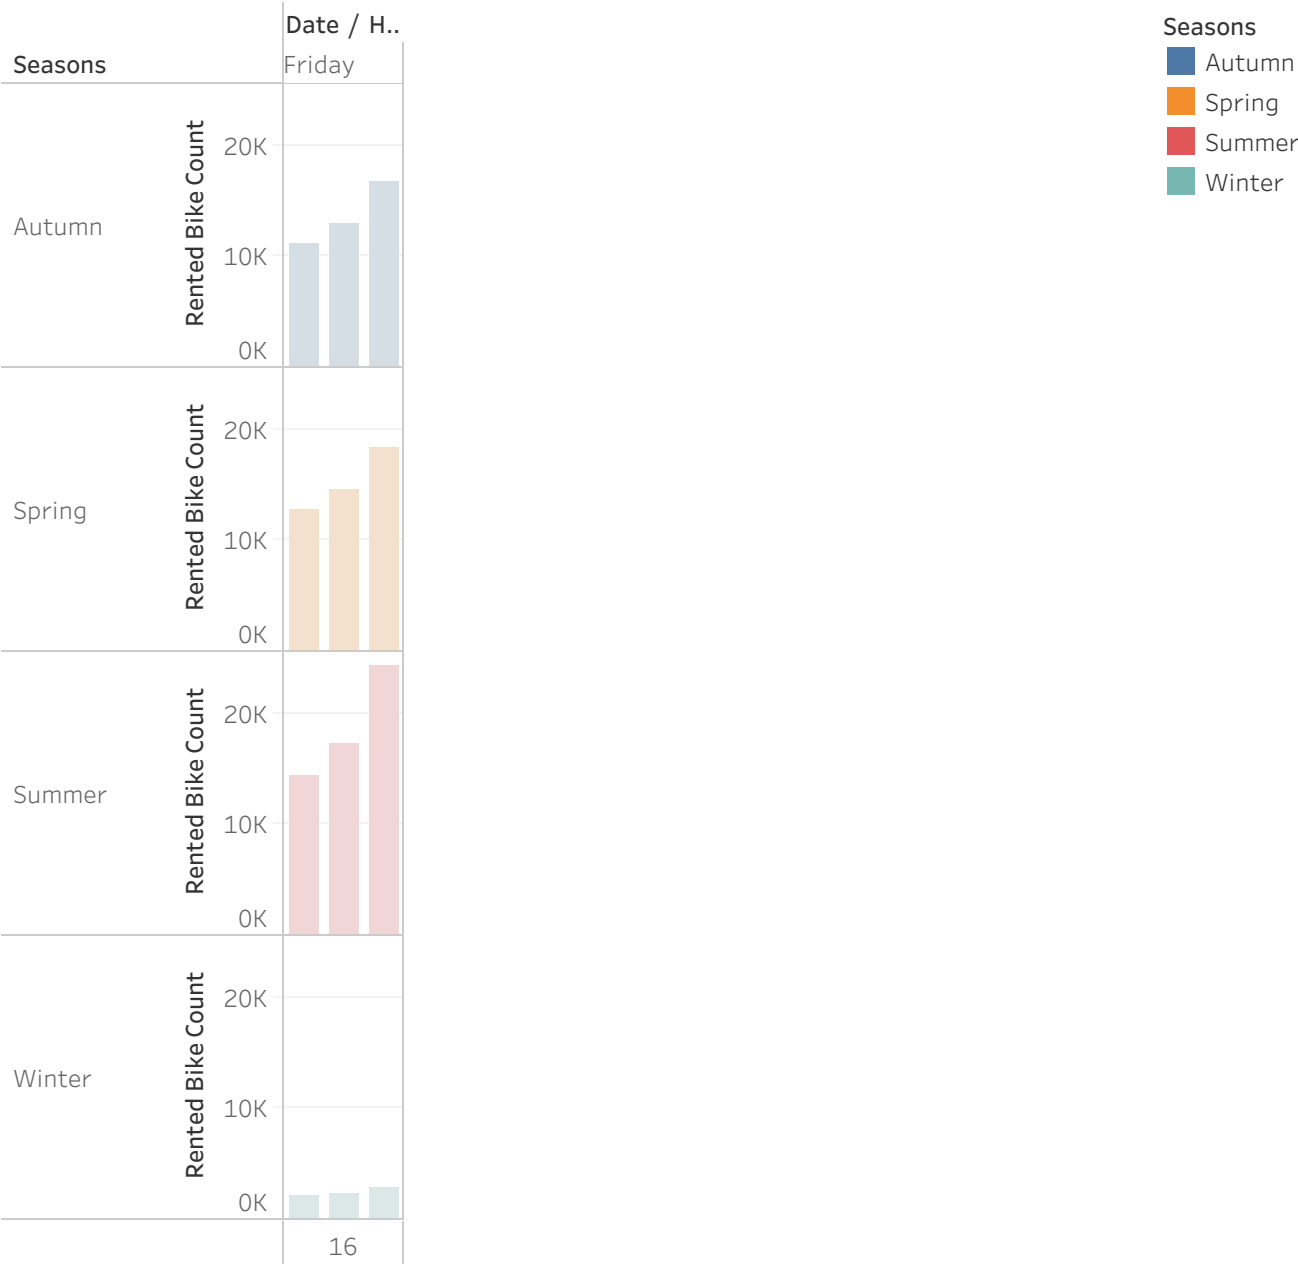 Date / H..
Seasons
Friday
Autumn
Rented Bike Count
20K
10K
0K
Spring
Rented Bike Count
20K
10K
0K
Summer
Rented Bike Count
20K
10K
0K
Winter
Rented Bike Count
20K
10K
0K
16
Seasons
Autumn
Spring
Summer
Winter